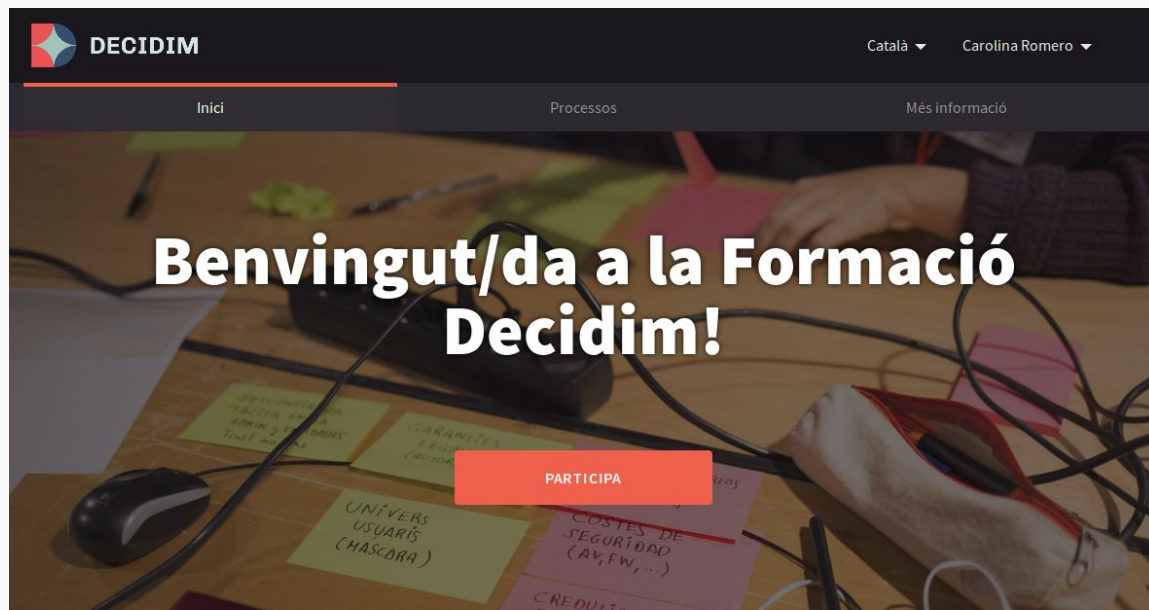 DECIDIM
Català Carolina Romero
Inici Processos Més informació
Benvingut/da a la Formació
Decidim!
GARANTIES
PARTICIPA
UNIVERS
USUARIS
(MÁSCARA)
COSTES DE
SEGURIDAD
(AV, FW, ...)